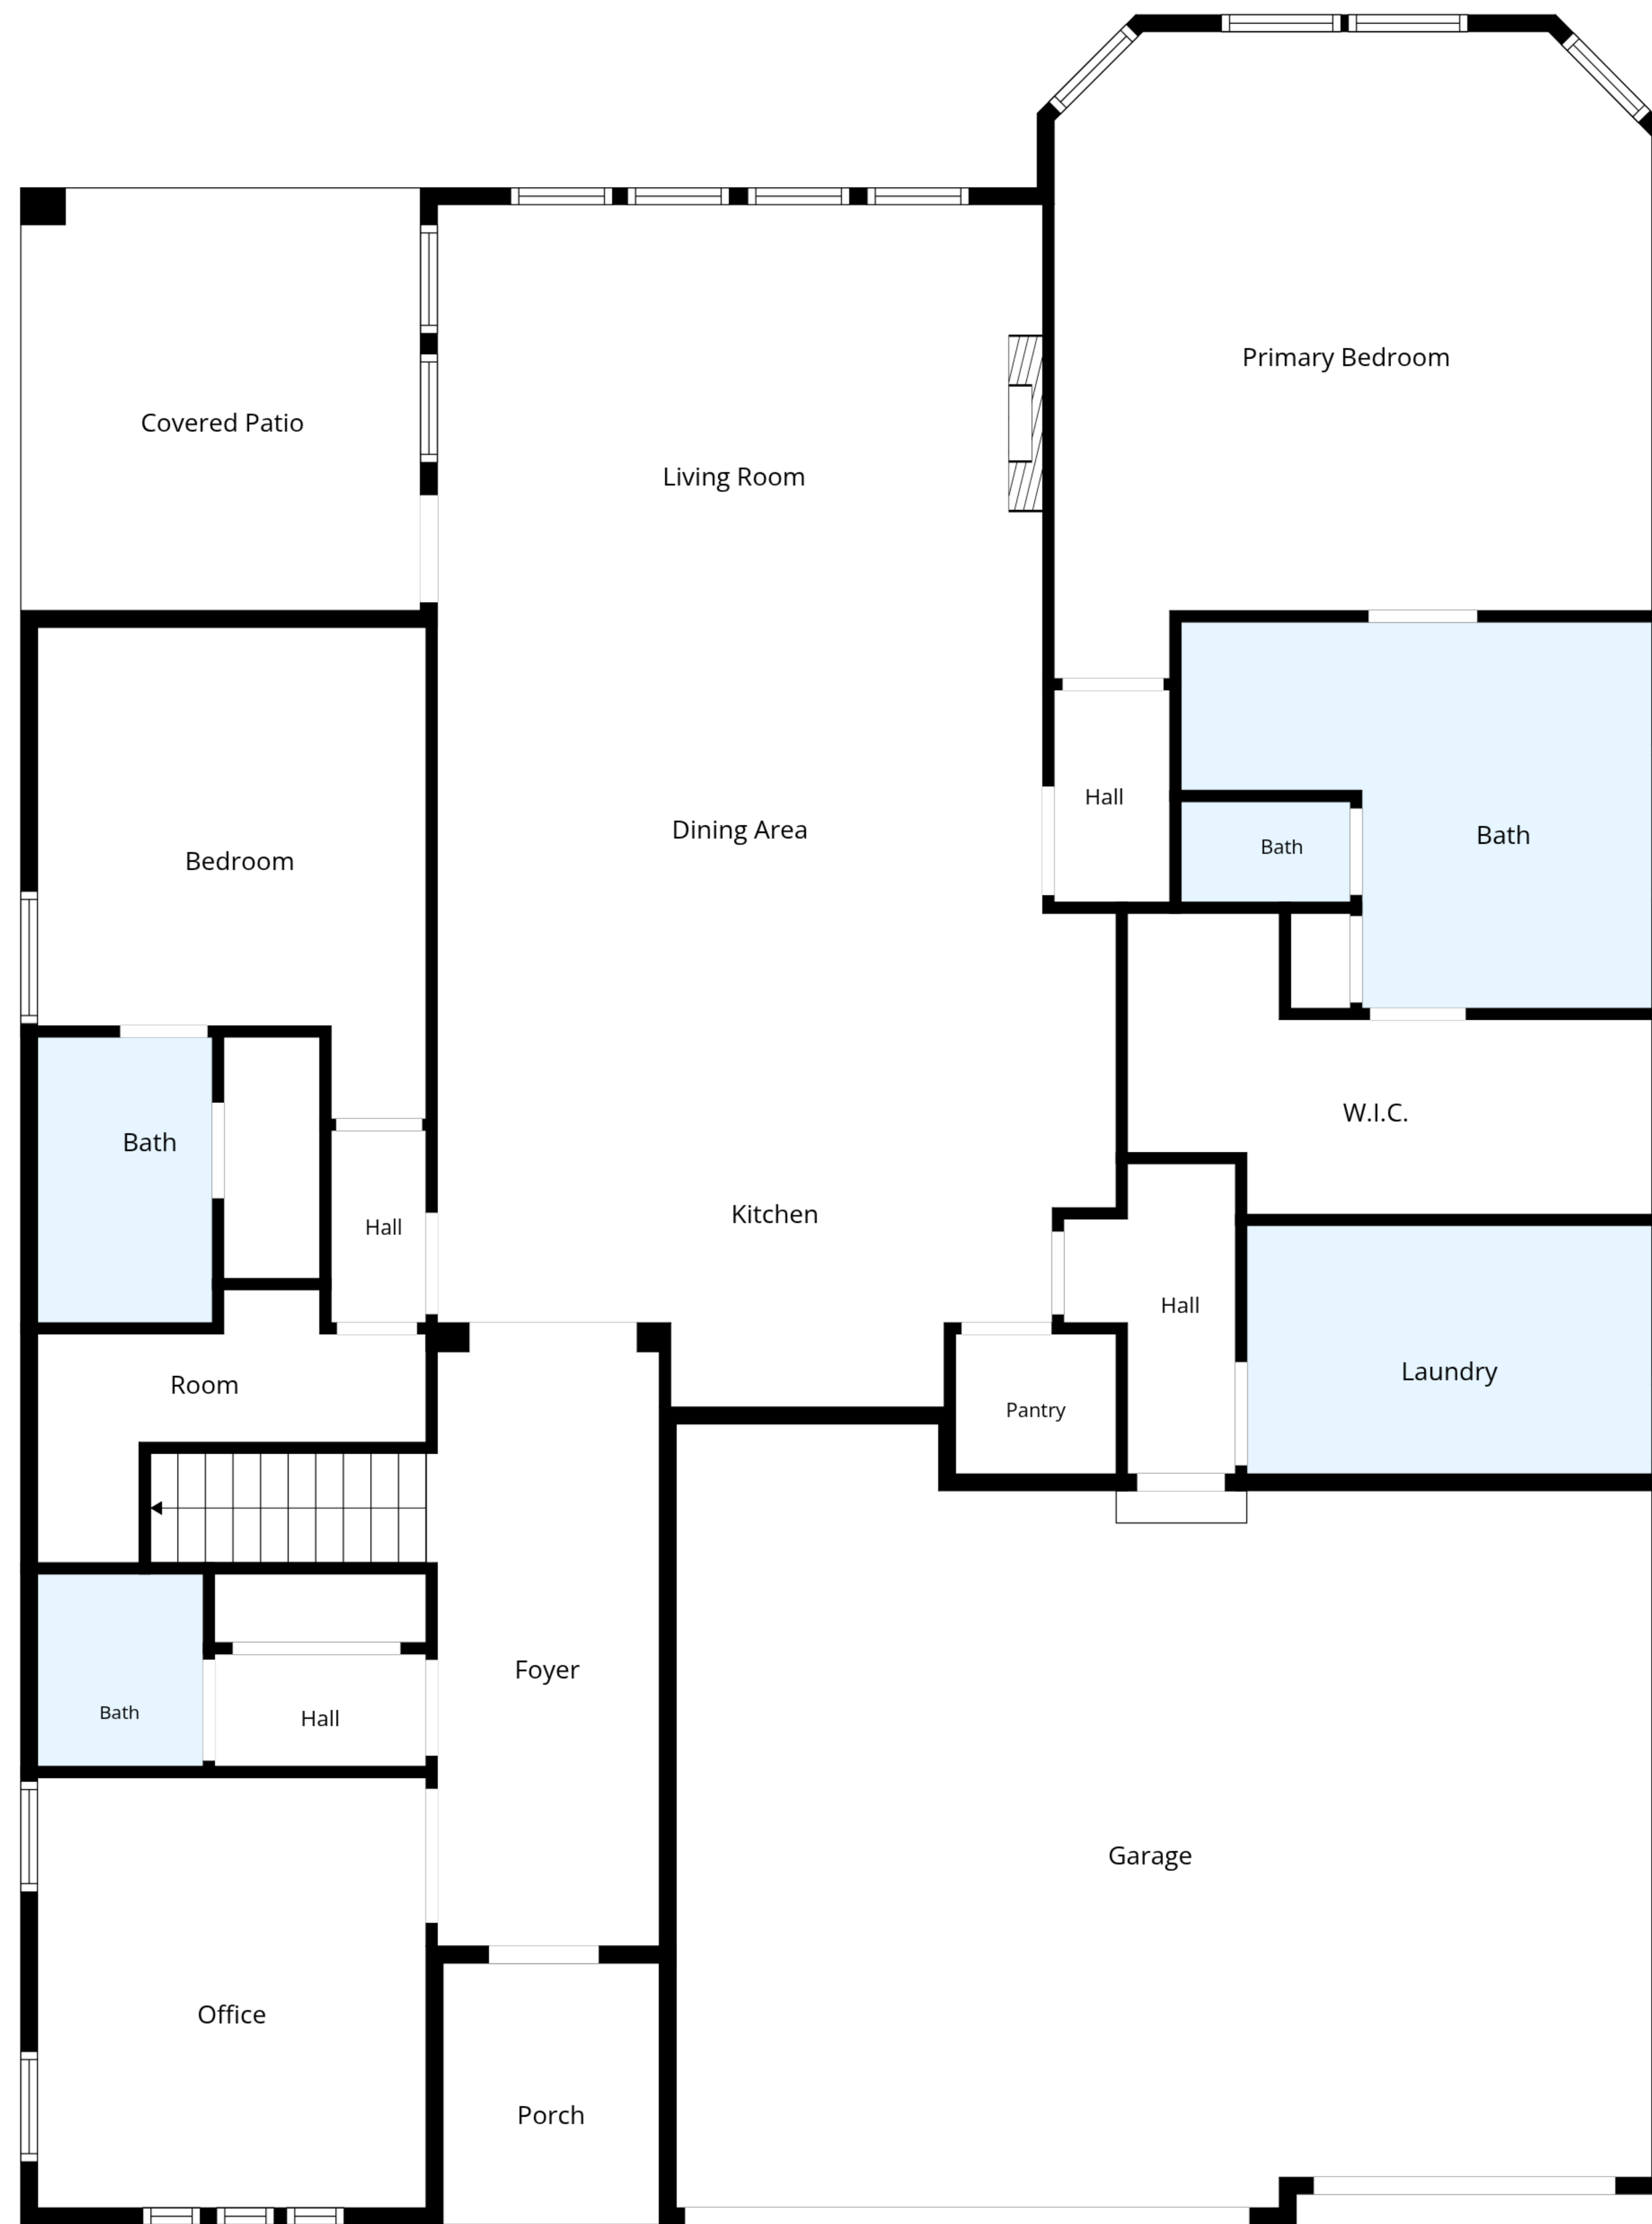 Primary Bedroom
Covered Patio
Living Room
Hall
Dining Area
Bath
Bath
Bedroom
W.I.C.
Bath
Kitchen
Hall
Hall
Laundry
Room
Pantry
Foyer
Bath
Hall
Garage
Office
Porch